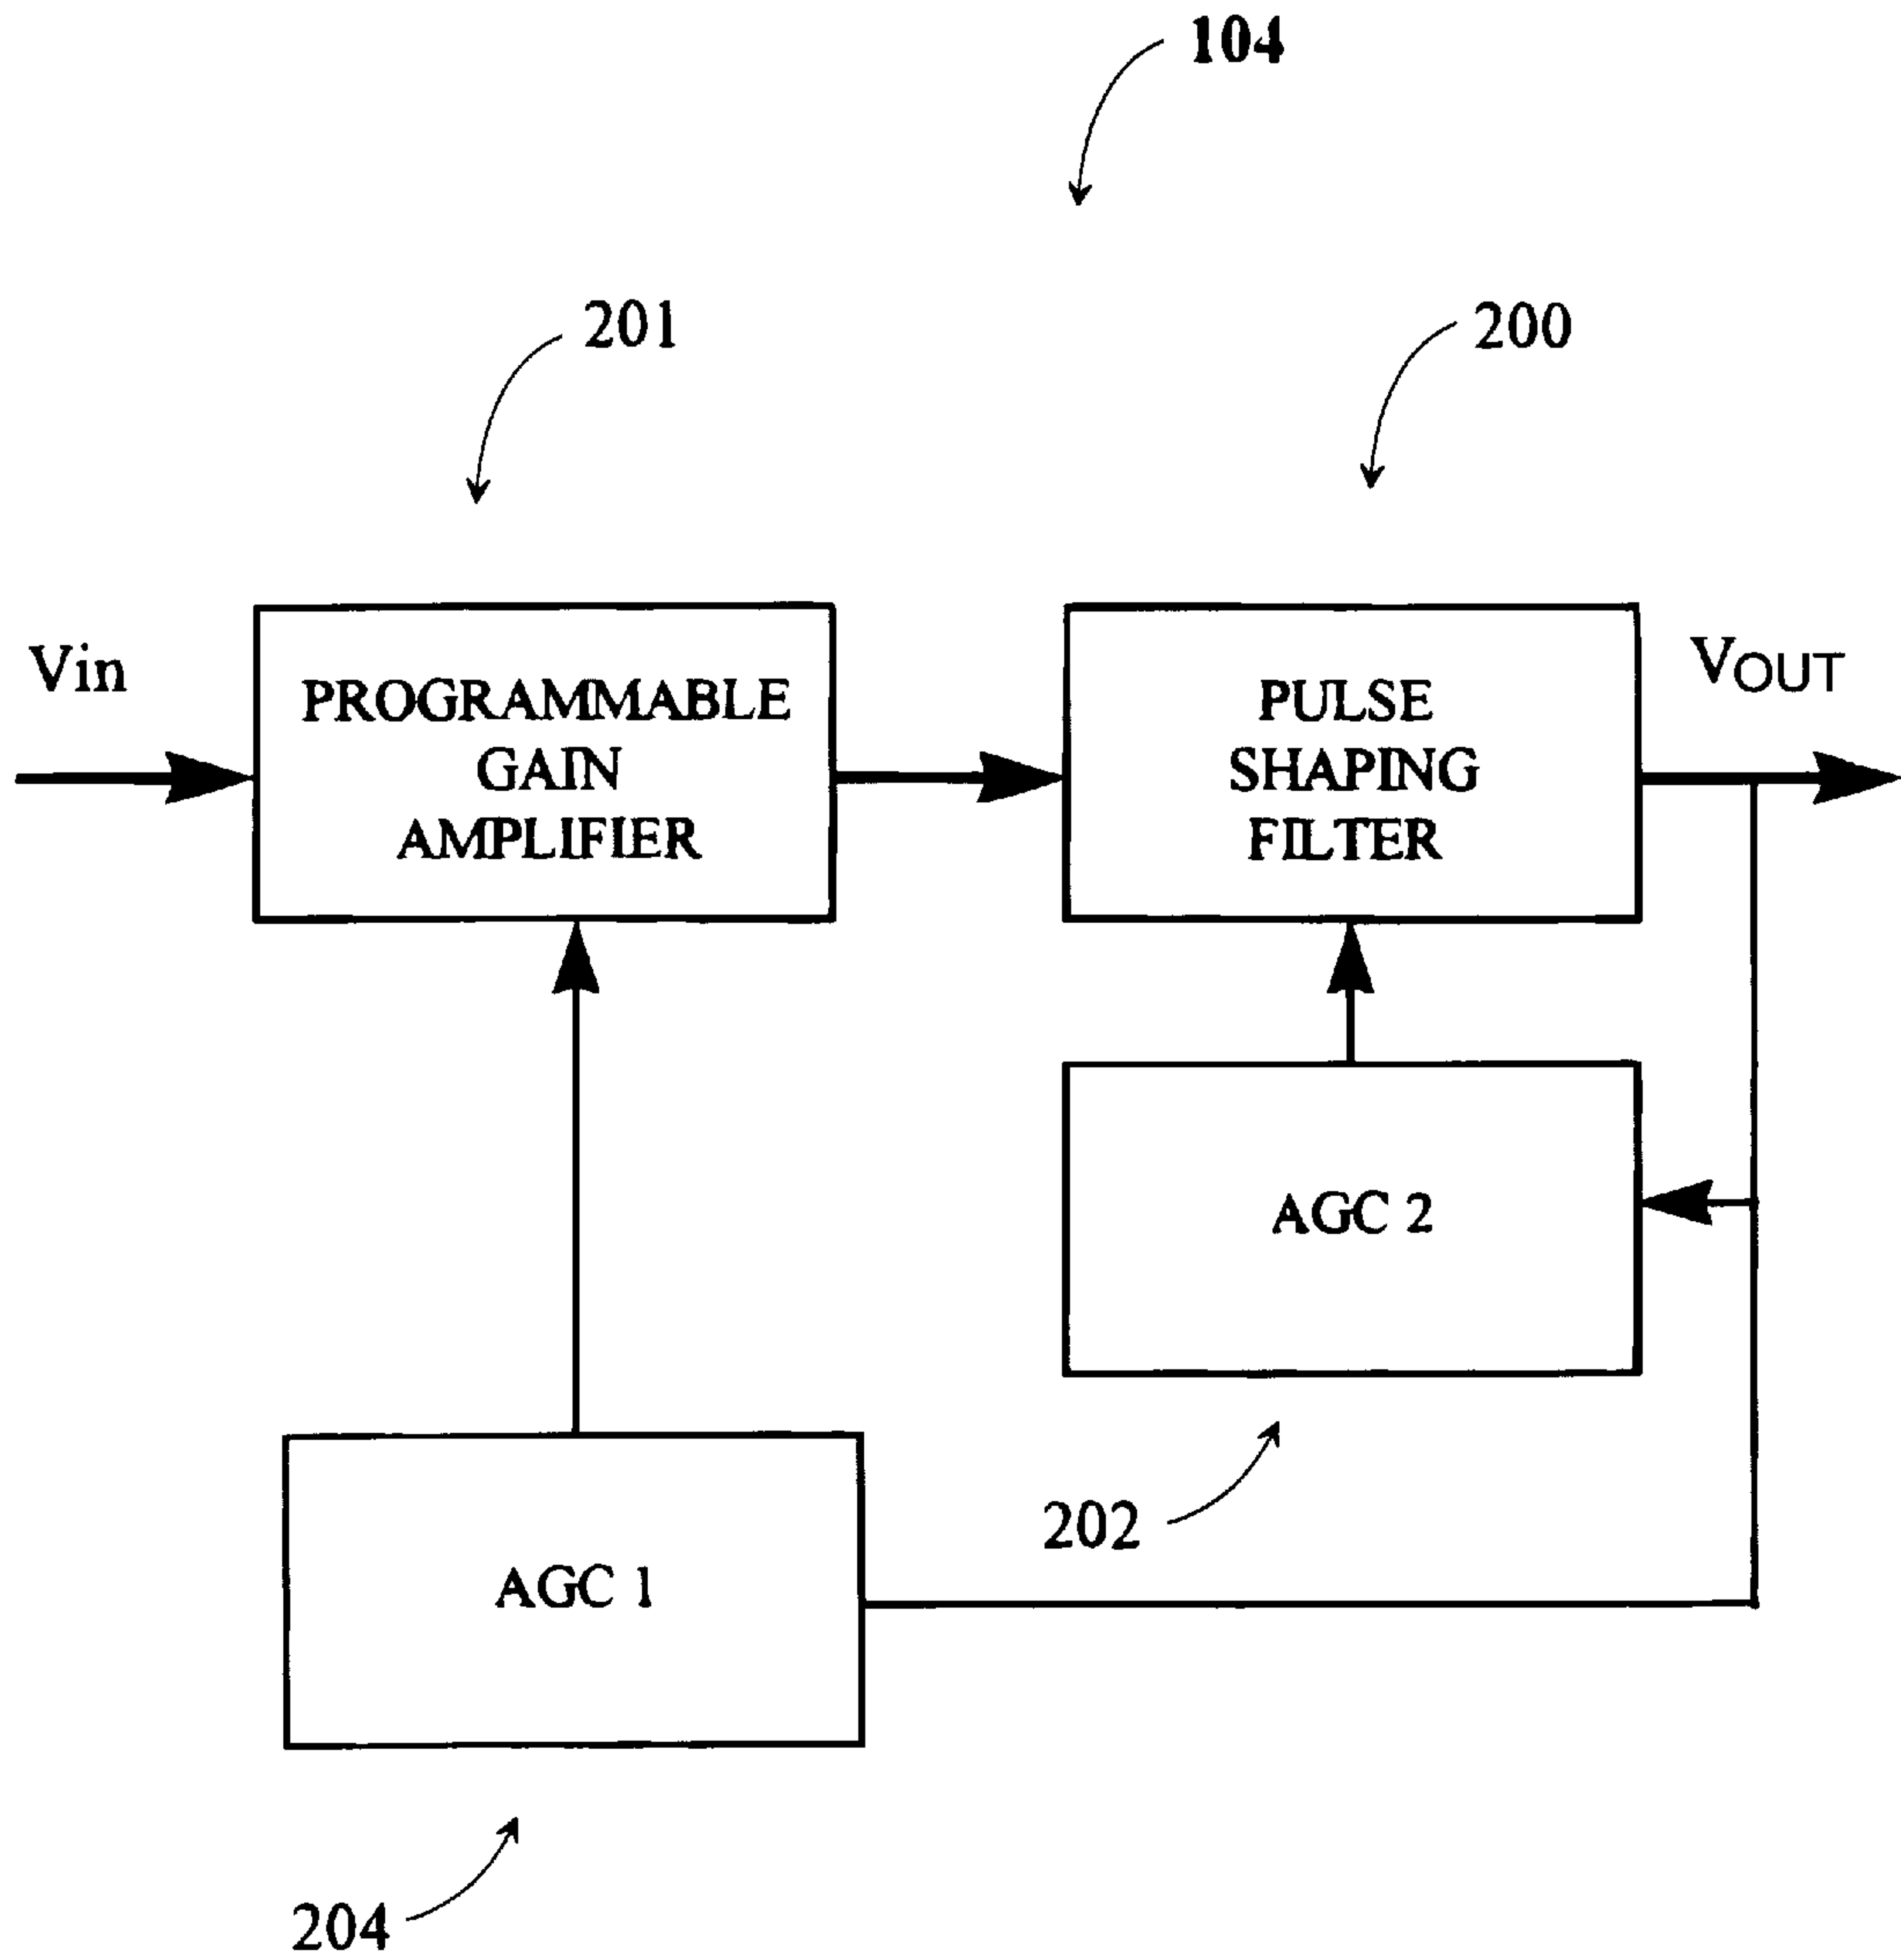 104
201
200
Vin
PROGRAMMABLE
GAIN
AMPLIFIER
PULSE
SHAPING
FILTER
VOUT
AGC 2
202
AGC 1
204